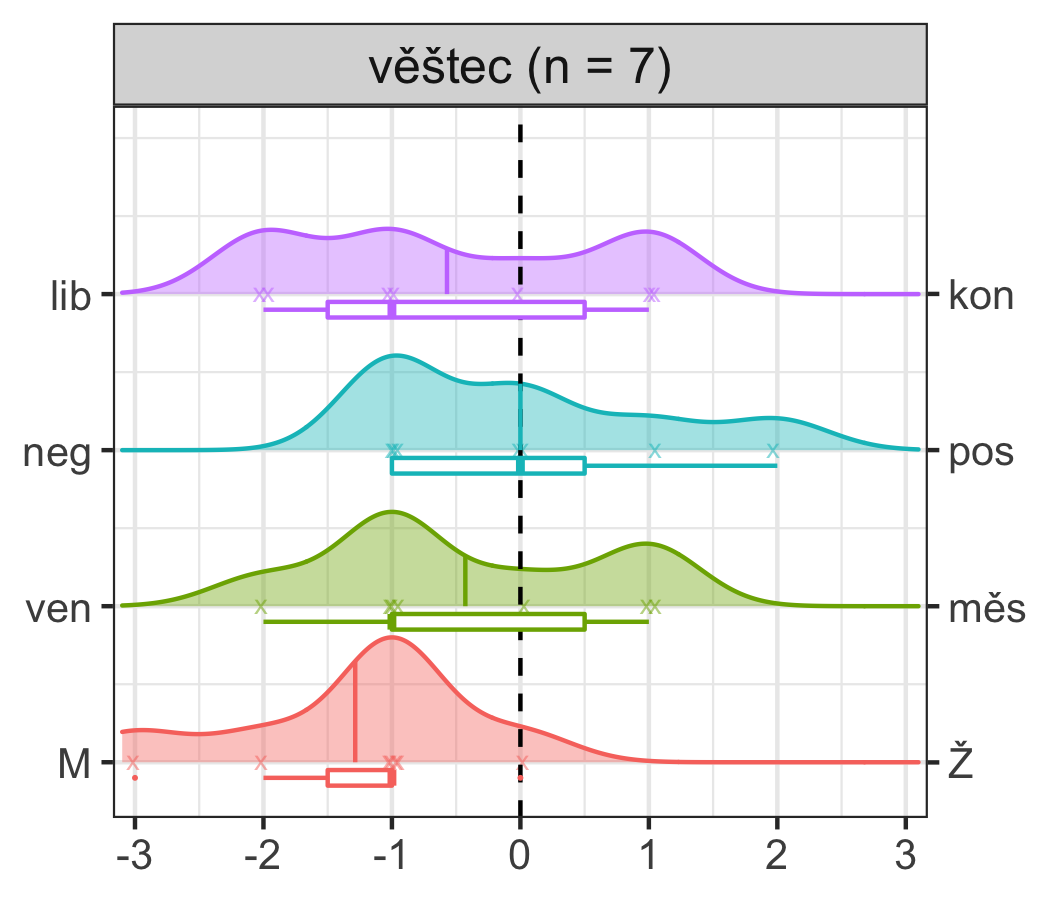 věštec (n = 7)
lib kon
neg pos
ven měs
M Ž
-3 -2 -1 0 1 2 3